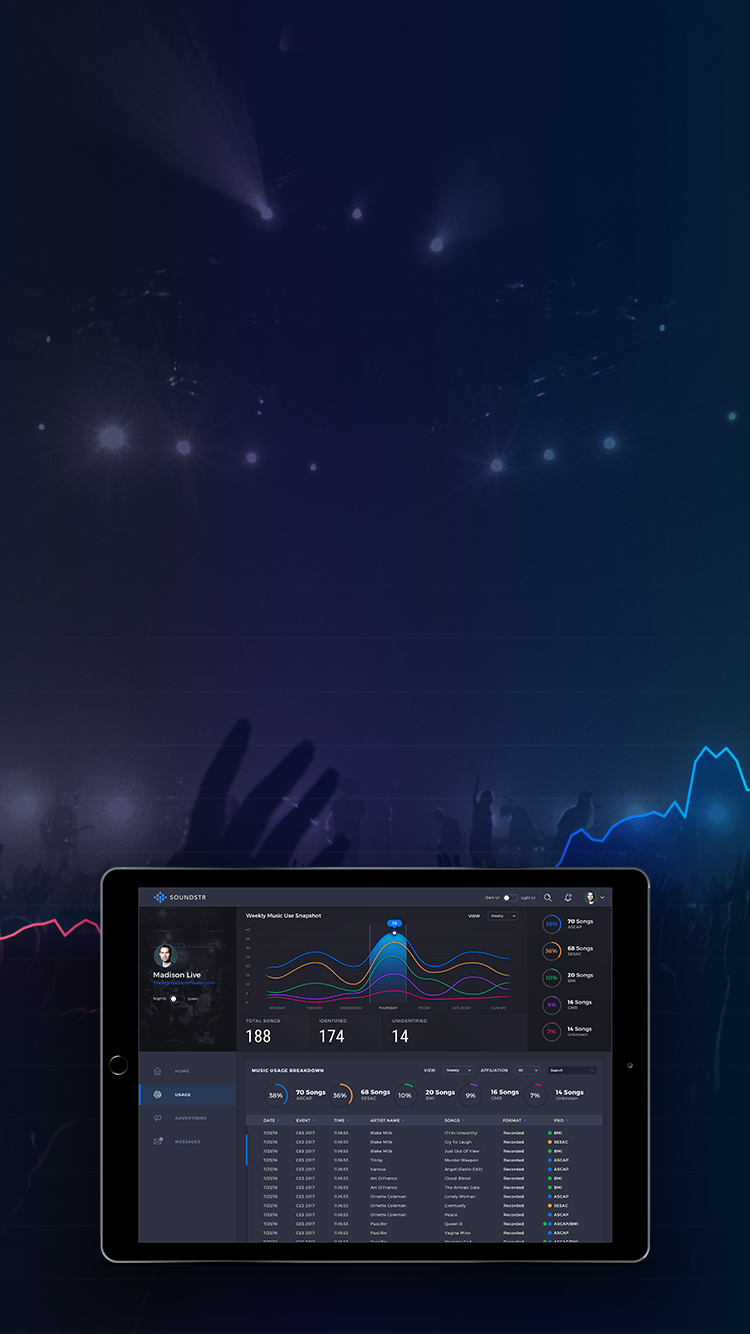 SOUNDSTR
Dark UI Light UI
Weekly Music Use Snapshot
VIEW Weekly
40
35
30
25
20
15
10
5
0
MONDAY TUESDAY WEDNESDAY THURSDAY FRIDAY SATURDAY SUNDAY
38% 70 Songs
ASCAP
36% 68 Songs
SESAC
10% 20 Songs
BMI
9% 16 Songs
GMR
7% 14 Songs
Unknown
Madison Live
Nightly Event
TOTAL SONGS IDENTIFIED UNIDENTIFIED
188 174 14
HOME
USAGE
ADVERTISING
MESSAGES
MUSIC USAGE BREAKDOWN VIEW Weekly AFFILIATION All Search
38% 70 Songs ASCAP 36% 68 Songs SESAC 10% 20 Songs BMI 9% 16 Songs GMR 7% 14 Songs Unknown
DATE EVENT TIME ARTIST NAME SONGS FORMAT PRO
7/25/16 CES 2017 11:16:53 Blake Mills If I'm Unworthy Recorded BMI
7/25/16 CES 2017 11:16:53 Blake Mills Cry To Laugh Recorded SESAC
7/25/16 CES 2017 11:16:53 Blake Mills Just Out Of View Recorded BMI
7/25/16 CES 2017 11:16:53 Tricky Murder Weapon Recorded ASCAP
7/25/16 CES 2017 11:16:53 Various Angel (Radio Edit) Recorded ASCAP
7/25/16 CES 2017 11:16:53 Ani DiFranco Cloud Blood Recorded BMI
7/25/16 CES 2017 11:16:53 Ani DiFranco The Arrivals Gate Recorded BMI
7/25/16 CES 2017 11:16:53 Ornette Coleman Lonely Woman Recorded ASCAP
7/25/16 CES 2017 11:16:53 Ornette Coleman Eventually Recorded SESAC
7/25/16 CES 2017 11:16:53 Ornette Coleman Peace Recorded ASCAP
7/25/16 CES 2017 11:16:53 Puscifer Queen B Recorded ASCAP/BMI
7/25/16 CES 2017 11:16:53 Puscifer Vagina Mine Recorded ASCAP